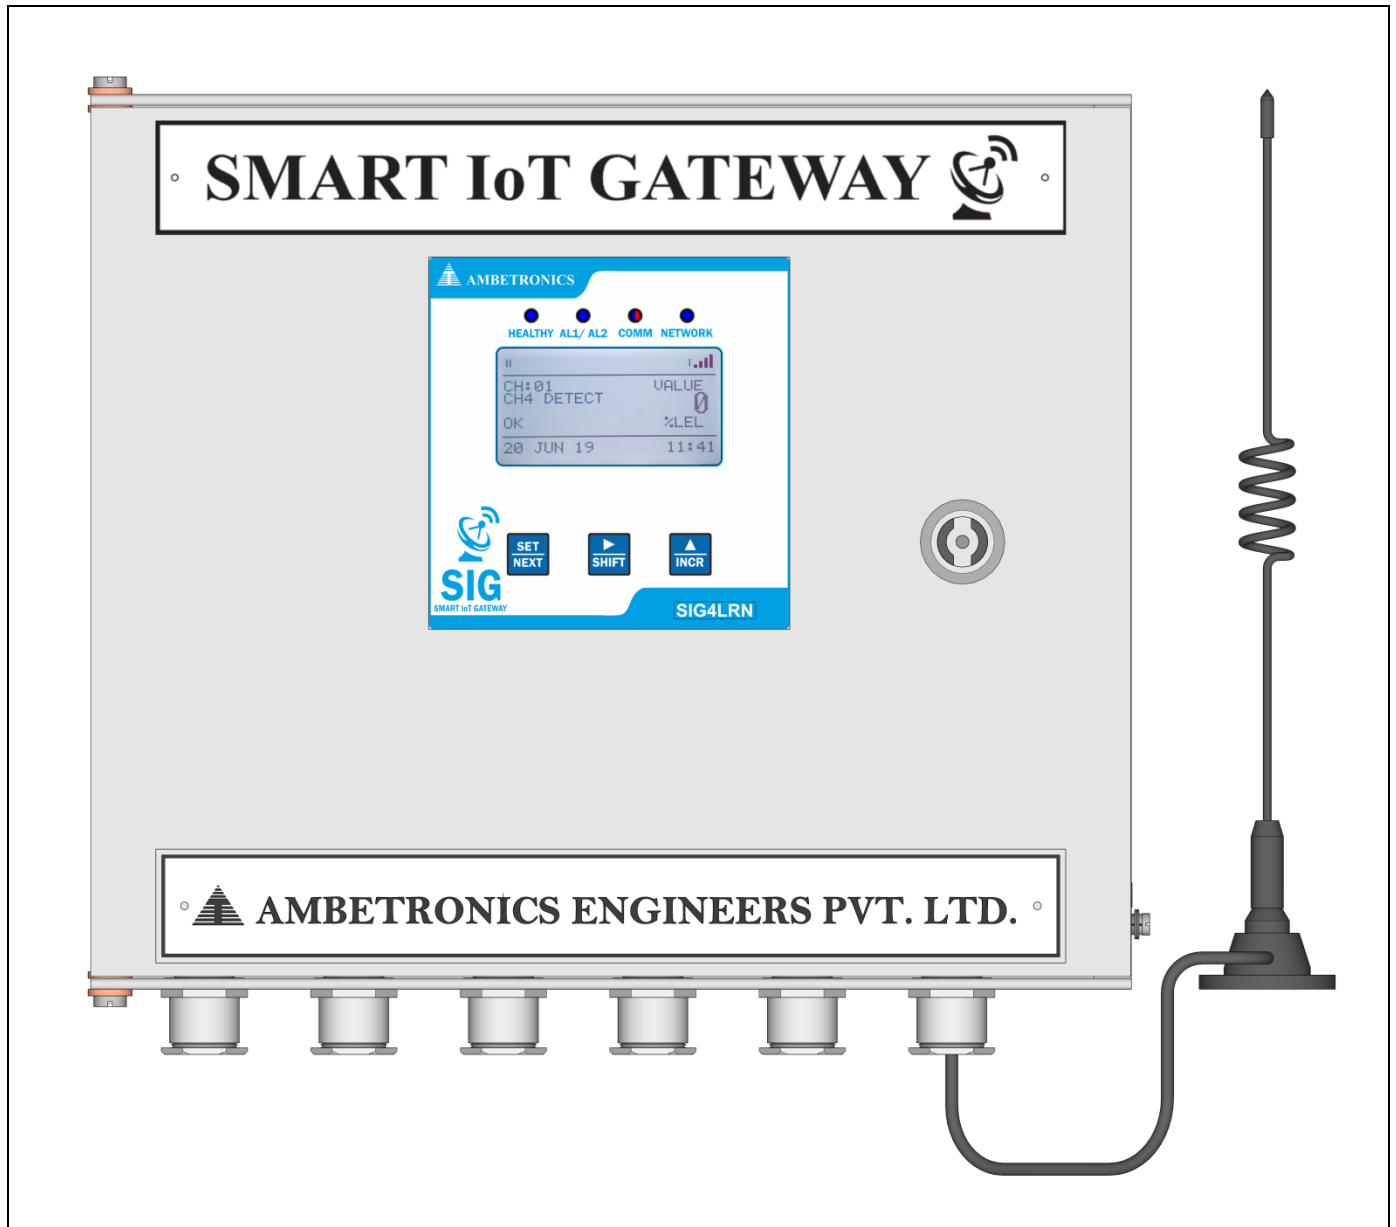 SMART IoT GATEWAY
AMBETRONICS
HEALTHY AL1/ AL2 COMM NETWORK
CH:01 VALUE
CH4 DETECT 0
OK %LEL
20 JUN 19 11:41
SET
NEXT
SHIFT
INCR
SIG
SMART IoT GATEWAY
SIG4LRN
AMBETRONICS ENGINEERS PVT. LTD.